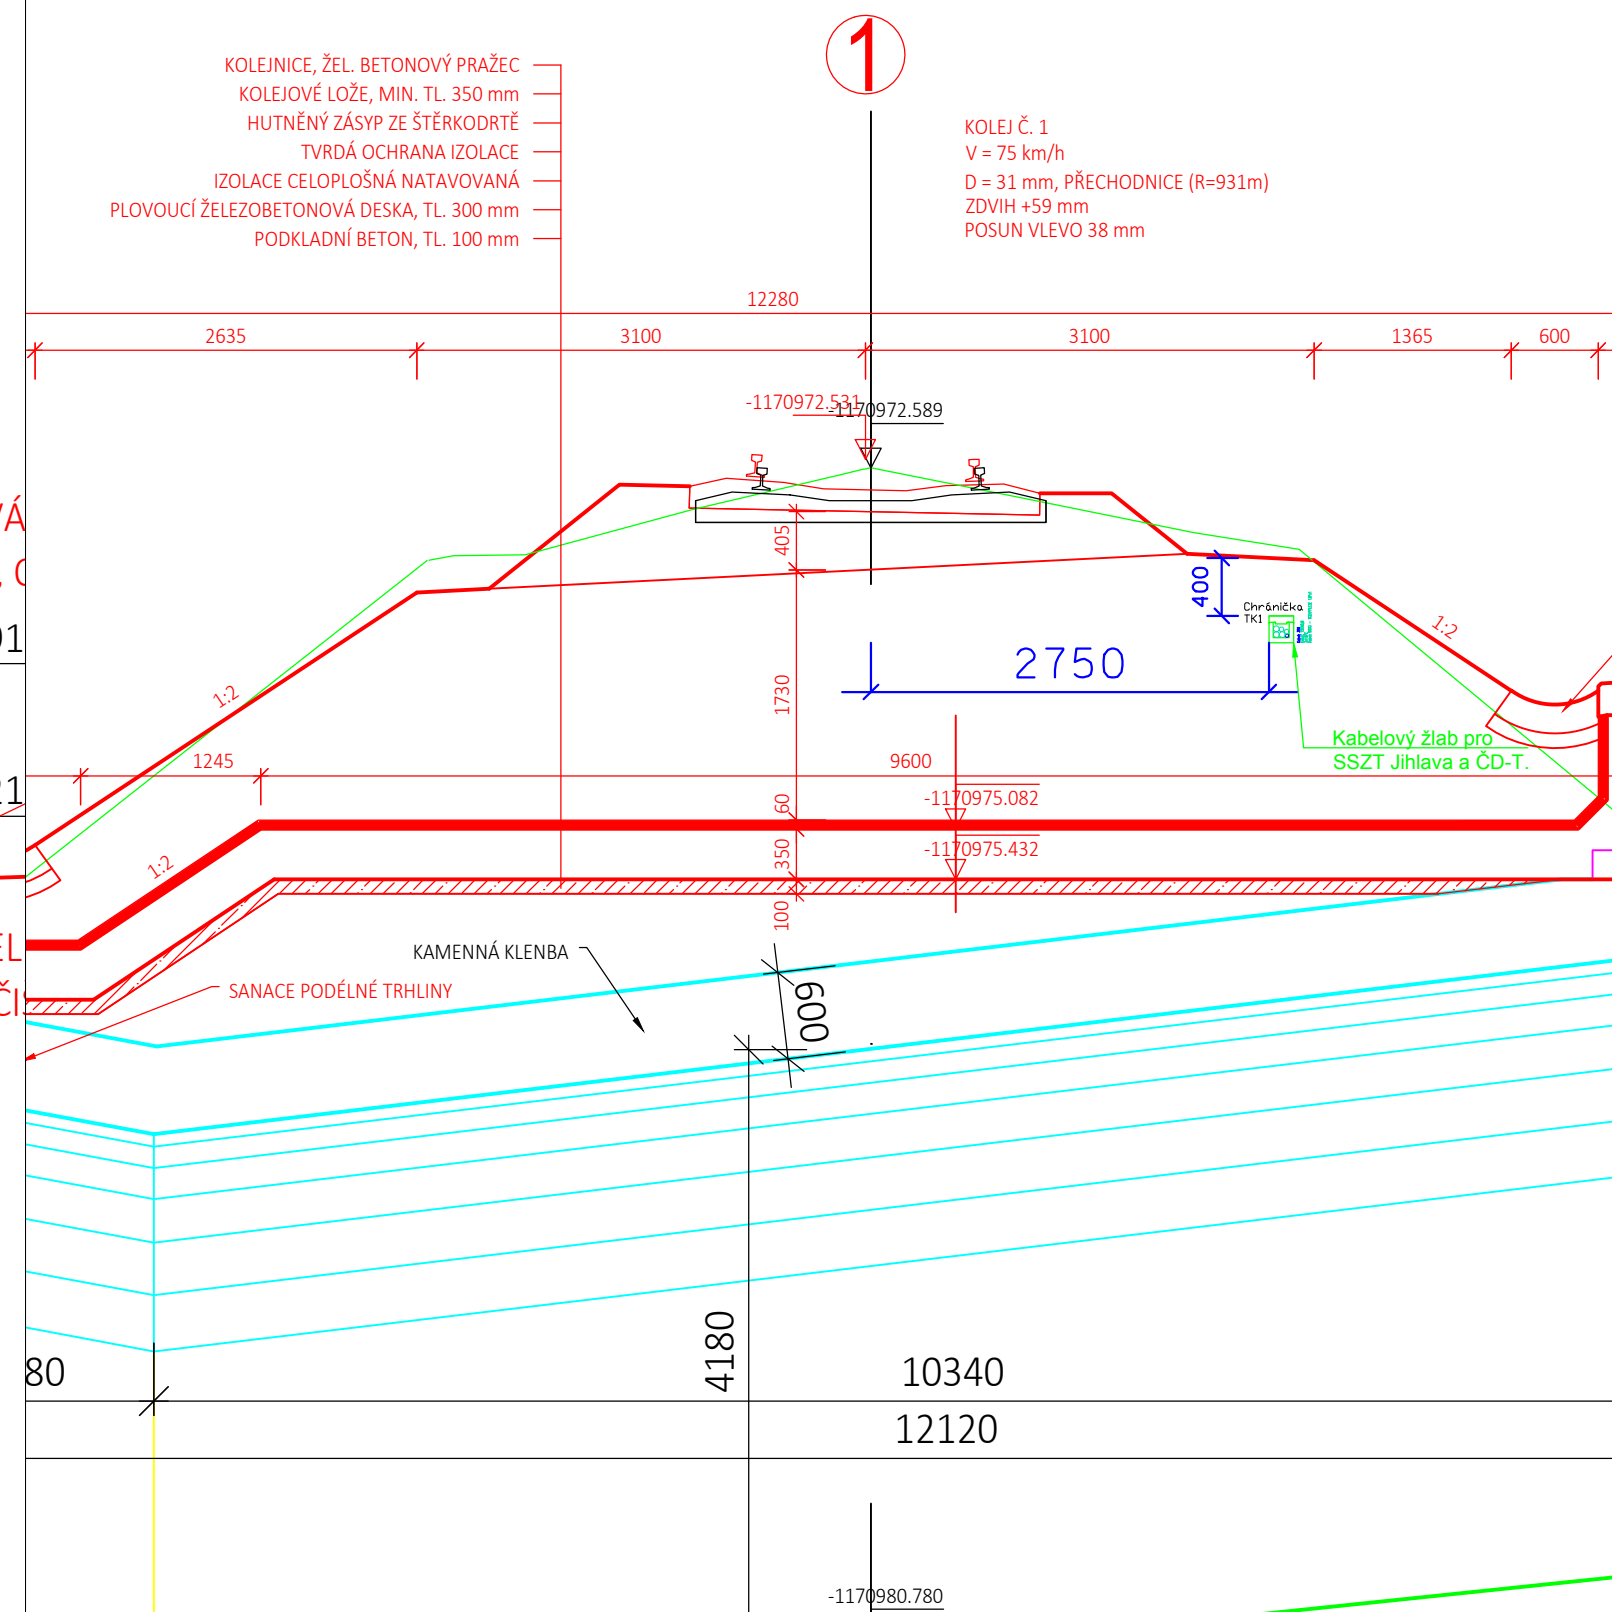 1
KOLEJNICE, ŽEL. BETONOVÝ PRAŽEC
KOLEJOVÉ LOŽE, MIN. TL. 350 mm
HUTNĚNÝ ZÁSYP ZE ŠTĚRKODRTĚ
TVRDÁ OCHRANA IZOLACE
IZOLACE CELOPLOŠNÁ NATAVOVANÁ
PLOVOUCÍ ŽELEZOBETONOVÁ DESKA, TL. 300 mm
PODKLADNÍ BETON, TL. 100 mm
KOLEJ Č. 1
V = 75 km/h
D = 31 mm, PŘECHODNICE (R=931m)
ZDVIH +59 mm
POSUN VLEVO 38 mm
12280
2635
3100
3100
1365
600
-1170972.531
-1170972.589
405
400
Chránička
TK1
1:2
2750
1:2
1730
Kabelový žlab pro
SSZT Jihlava a ČD-T.
1245
9600
60
-1170975.082
350
-1170975.432
1:2
100
KAMENNÁ KLENBA
SANACE PODÉLNÉ TRHLINY
600
4180
80
10340
12120
-1170980.780